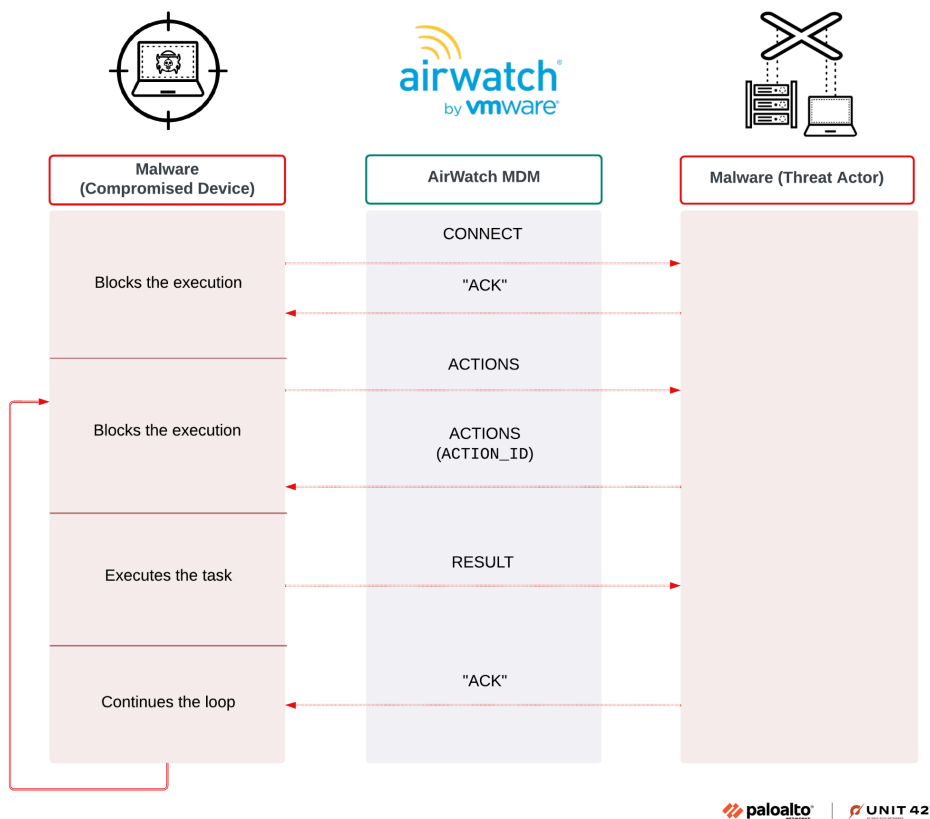 airwatch
by vmware
Malware
(Compromised Device)
AirWatch MDM
Malware (Threat Actor)
CONNECT
Blocks the execution
"ACK"
ACTIONS
Blocks the execution
ACTIONS
(ACTION_ID)
RESULT
Executes the task
"ACK"
Continues the loop
paloalto
NETWORKS
UNIT 42